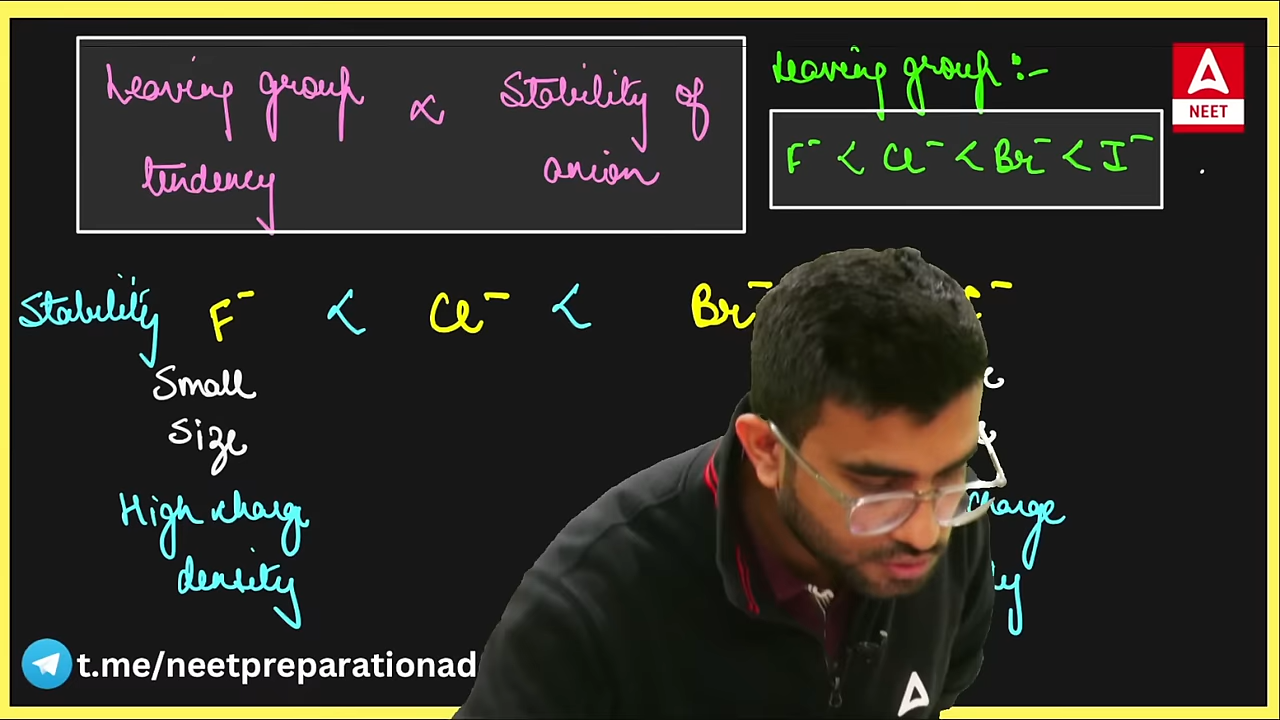 Leaving group ∝ Stability of
tendency anion
Leaving group :-
F⁻ < Cl⁻ < Br⁻ < I⁻
NEET
Stability F⁻ < Cl⁻ < Br⁻
Small
Size
High charge
density
charge
t.me/neetpreparationad